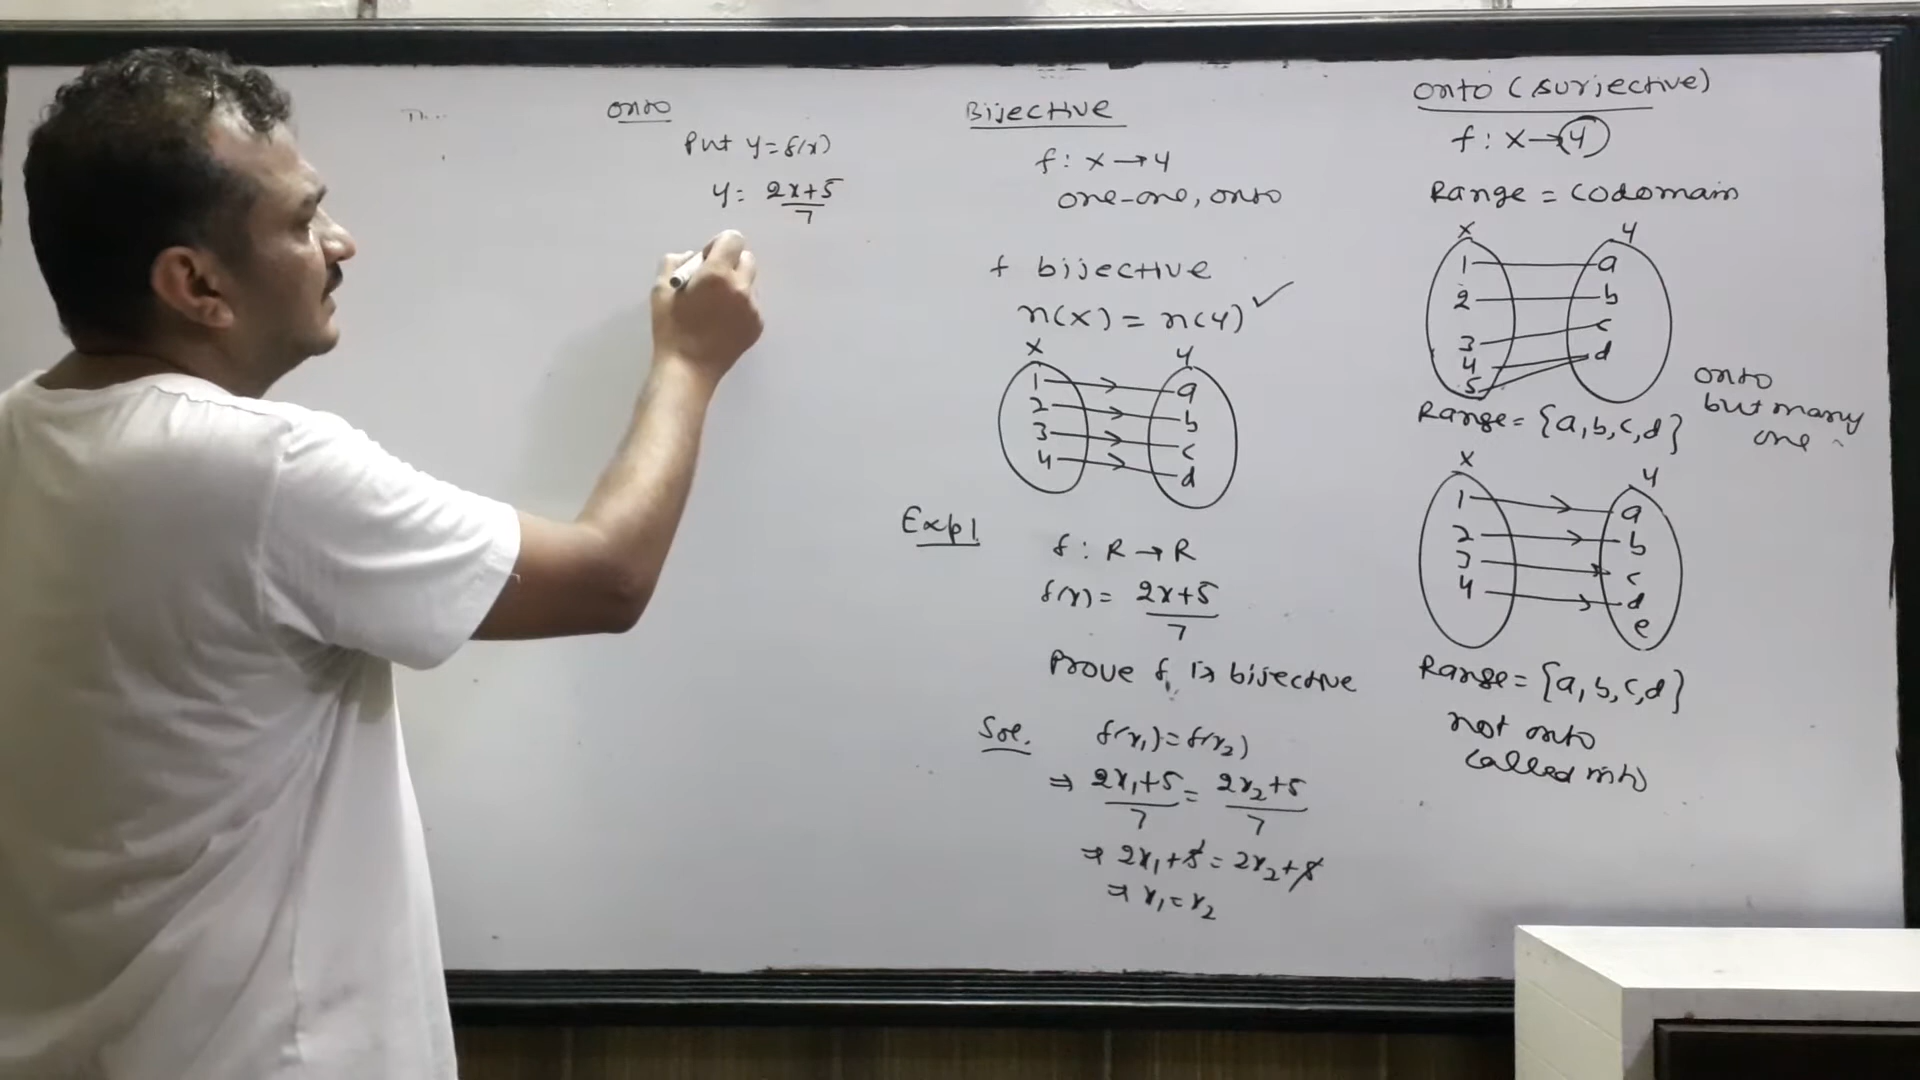 Th..
onto
Put y=f(x)
y= 2x+5
7
Bijective
f: x→y
one-one, onto
f bijective
n(x) = n(y) ✓
x y
1 a
2 b
3 c
4 d
Expl
f: R→R
f(x)= 2x+5
7
Prove f is bijective
Sol. f(x₁)=f(x₂)
⇒ 2x₁+5 = 2x₂+5
7 7
⇒ 2x₁+5 = 2x₂+5
⇒ x₁=x₂
onto (surjective)
f: x→y
Range = codomain
x y
1 a
2 b
3 c
4 d
5
Range= {a,b,c,d}
onto
but many
one
x y
1 a
2 b
3 c
4 d
e
Range= {a,b,c,d}
not onto
called into